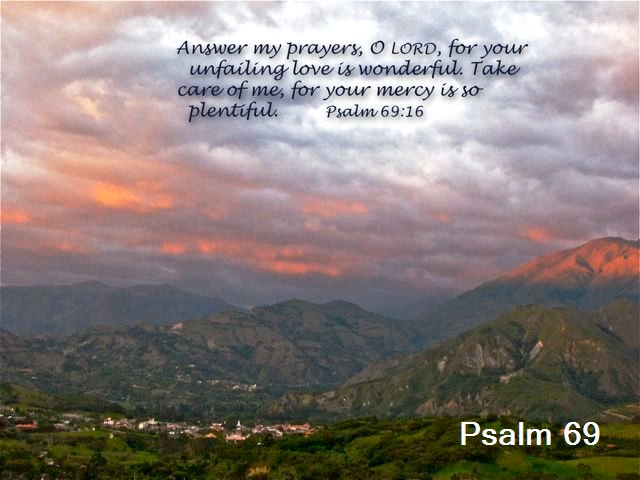 Answer my prayers, O LORD, for your
unfailing love is wonderful. Take
care of me, for your mercy is so
plentiful. Psalm 69:16
Psalm 69